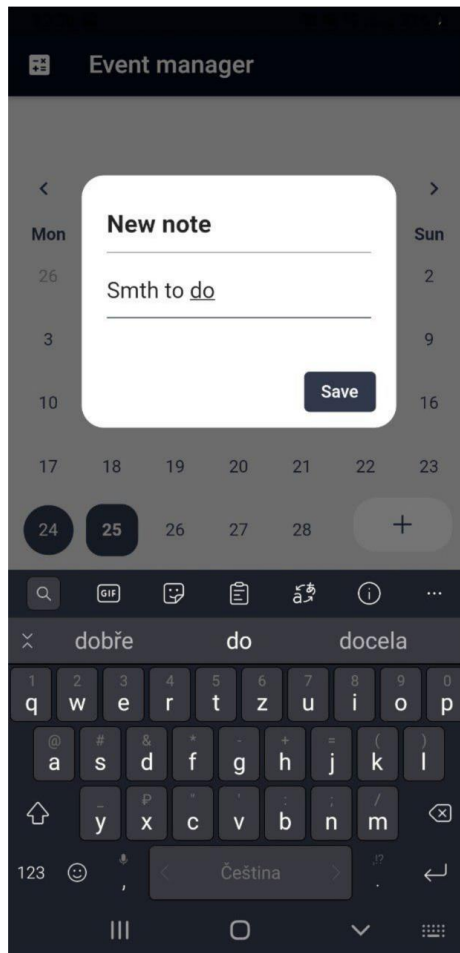 Event manager
New note
Mon Sun
26 2
Smth to do
3 9
Save
10 16
17 18 19 20 21 22 23
24 25 26 27 28 +
GIF
dobře do docela
1 2 3 4 5 6 7 8 9 0
q w e r t z u i o p
@ # & * - + = ( )
a s d f g h j k l
_ ₽ " ' : ; /
y x c v b n m
123 , < Čeština > ,!? .